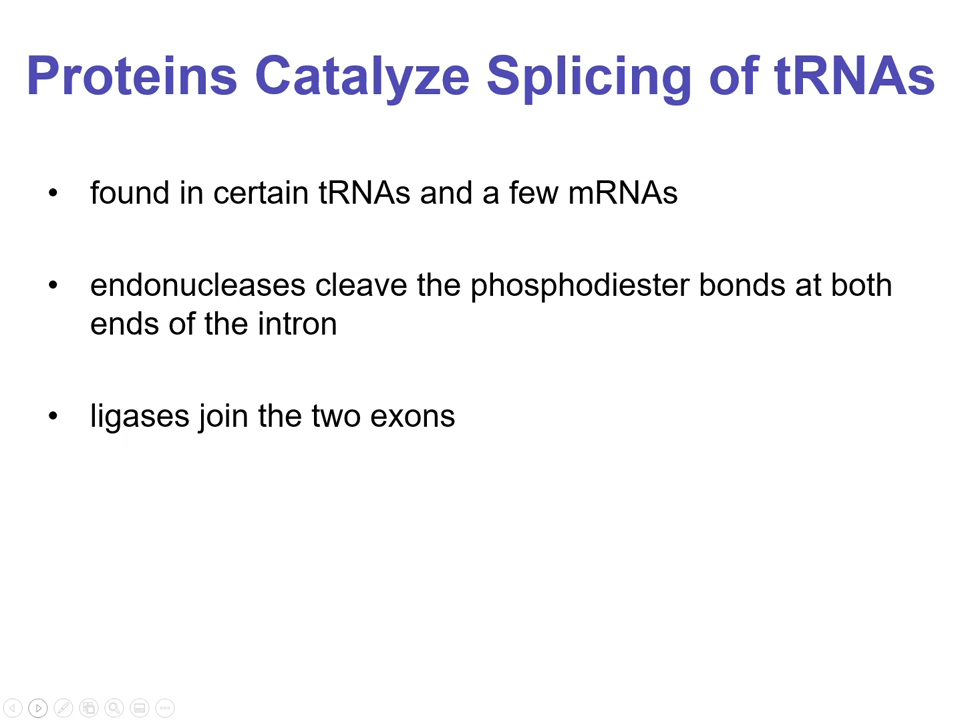 Proteins Catalyze Splicing of tRNAs
• found in certain tRNAs and a few mRNAs
• endonucleases cleave the phosphodiester bonds at both
ends of the intron
• ligases join the two exons